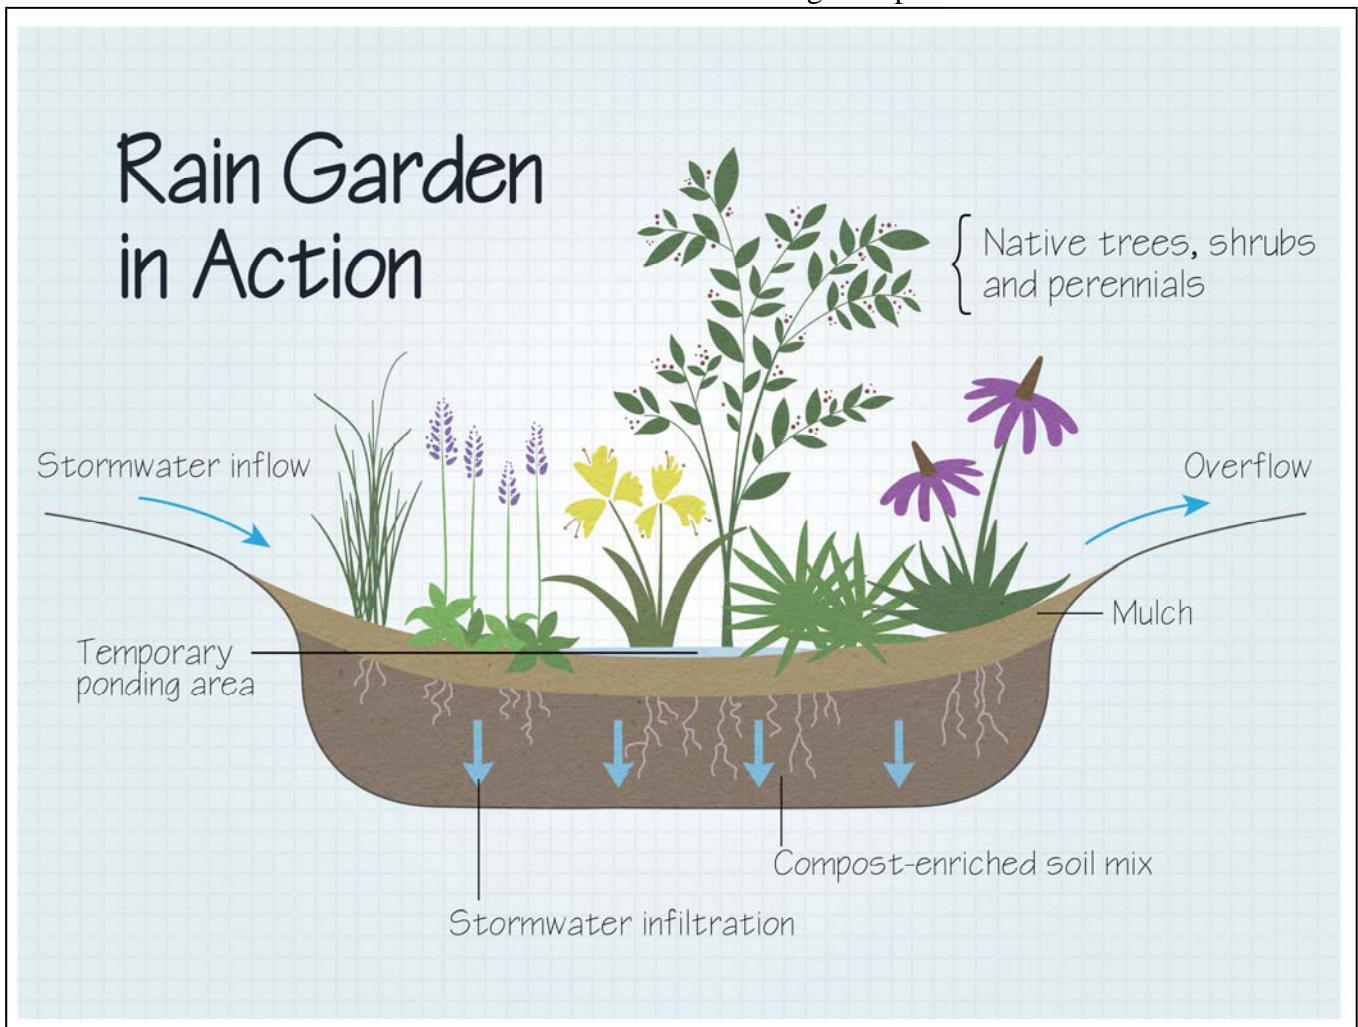 Rain Garden
in Action
Native trees, shrubs
and perennials
Stormwater inflow
Overflow
Mulch
Temporary
ponding area
Compost-enriched soil mix
Stormwater infiltration